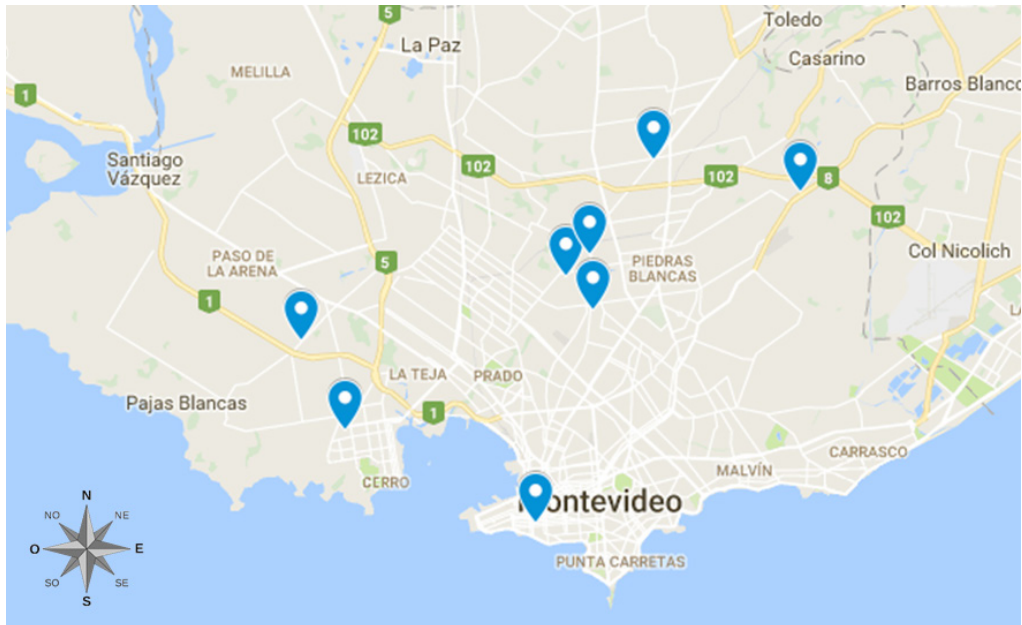 Toledo
5
La Paz
Casarino
MELILLA
Barros Blanco
1
102
Santiago
Vázquez
102
102
8
LEZICA
102
PASO DE
LA ARENA
5
PIEDRAS
BLANCAS
Col Nicolich
1
LA TEJA
PRADO
Pajas Blancas
1
CARRASCO
MALVÍN
CERRO
Montevideo
PUNTA CARRETAS
N
NO
NE
O
E
SO
SE
S